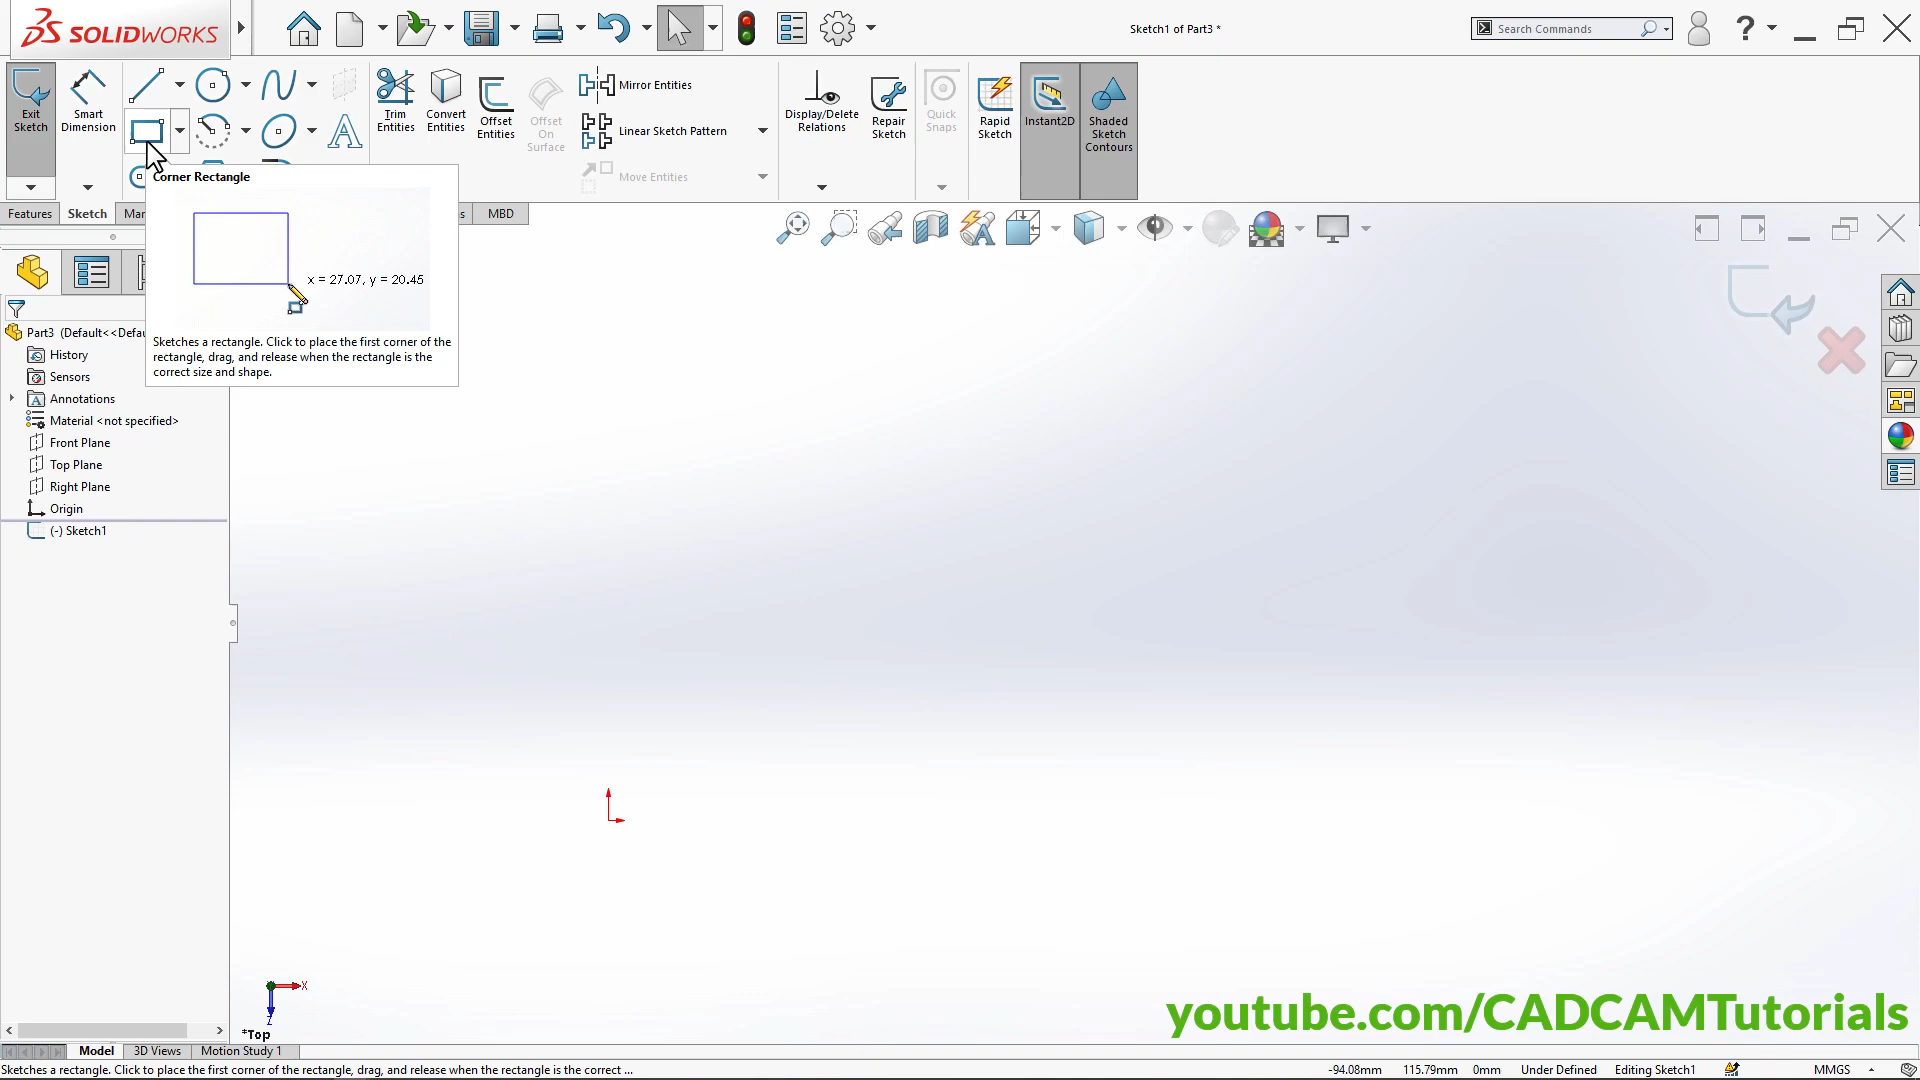 SOLIDWORKS
Sketch1 of Part3 *
Search Commands
?
Exit
Sketch
Smart
Dimension
Trim
Entities
Convert
Entities
Offset
Entities
Offset
On
Surface
Mirror Entities
Linear Sketch Pattern
Move Entities
Display/Delete
Relations
Repair
Sketch
Quick
Snaps
Rapid
Sketch
Instant2D
Shaded
Sketch
Contours
Features
Sketch
Mar
s
MBD
Corner Rectangle
x = 27.07, y = 20.45
Sketches a rectangle. Click to place the first corner of the
rectangle, drag, and release when the rectangle is the
correct size and shape.
Part3 (Default<<Defau
History
Sensors
Annotations
Material <not specified>
Front Plane
Top Plane
Right Plane
Origin
(-) Sketch1
X
Z
*Top
youtube.com/CADCAMTutorials
Model
3D Views
Motion Study 1
Sketches a rectangle. Click to place the first corner of the rectangle, drag, and release when the rectangle is the correct ...
-94.08mm
115.79mm
0mm
Under Defined
Editing Sketch1
MMGS